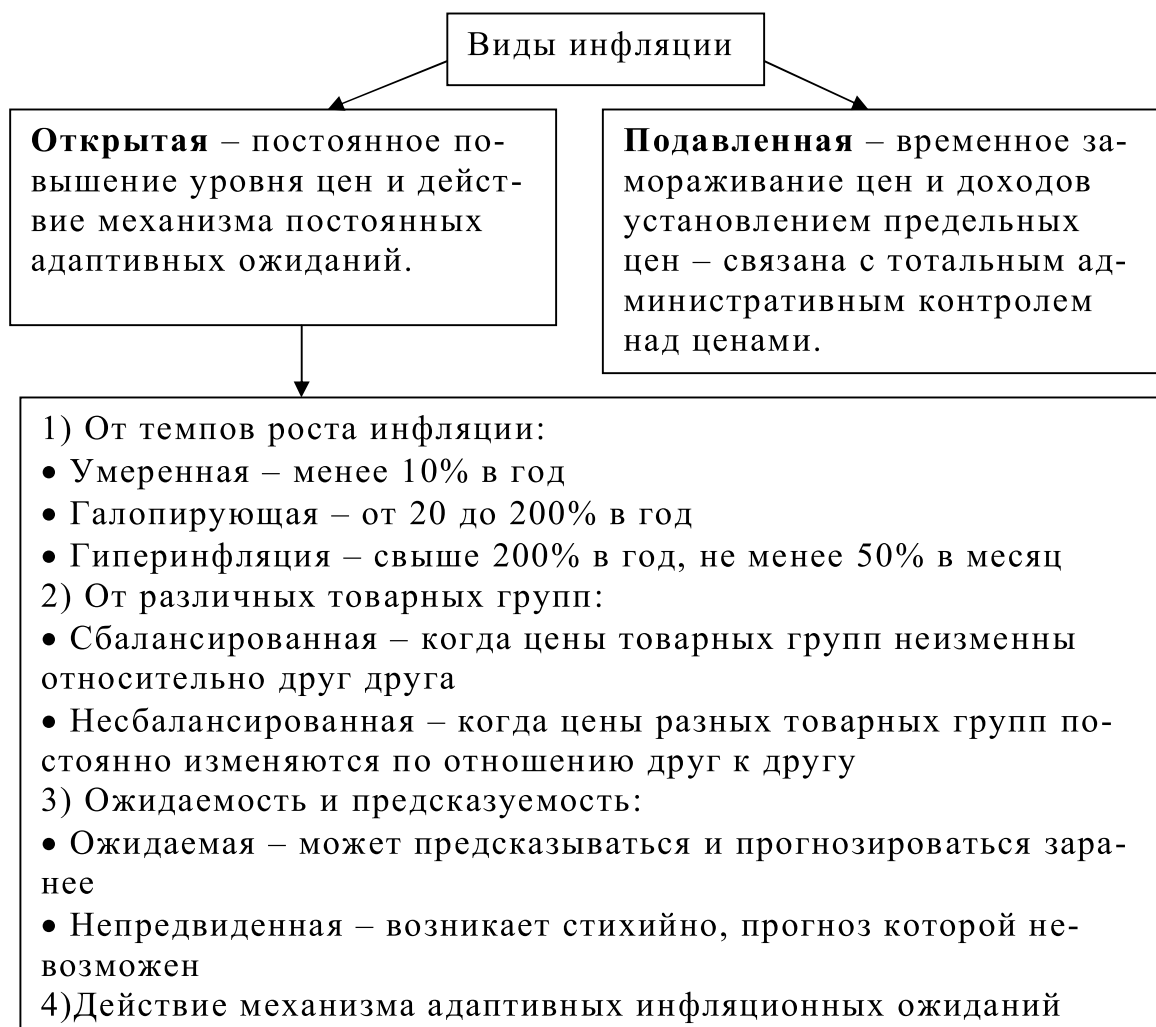 Виды инфляции
Открытая – постоянное по-
вышение уровня цен и дейст-
вие механизма постоянных
адаптивных ожиданий.
Подавленная – временное за-
мораживание цен и доходов
установлением предельных
цен – связана с тотальным ад-
министративным контролем
над ценами.
1) От темпов роста инфляции:
• Умеренная – менее 10% в год
• Галопирующая – от 20 до 200% в год
• Гиперинфляция – свыше 200% в год, не менее 50% в месяц
2) От различных товарных групп:
• Сбалансированная – когда цены товарных групп неизменны
относительно друг друга
• Несбалансированная – когда цены разных товарных групп по-
стоянно изменяются по отношению друг к другу
3) Ожидаемость и предсказуемость:
• Ожидаемая – может предсказываться и прогнозироваться зара-
нее
• Непредвиденная – возникает стихийно, прогноз которой не-
возможен
4)Действие механизма адаптивных инфляционных ожиданий